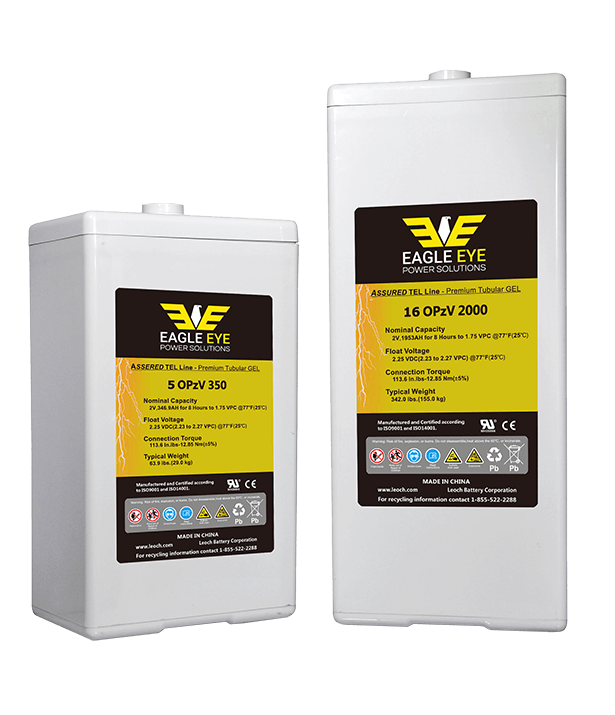 EAGLE EYE
POWER SOLUTIONS
ASSERED TEL Line - Premium Tubular GEL
5 OPzV 350
Nominal Capacity
2V,346.9AH for 8 Hours to 1.75 VPC @77°F(25℃)
Float Voltage
2.25 VDC(2.23 to 2.27 VPC) @77°F(25℃)
Connection Torque
113.6 in.lbs-12.85 Nm(±5%)
Typical Weight
63.9 lbs.(29.0 kg)
Manufactured and Certified according
to ISO9001 and ISO14001.
Pb Pb
MADE IN CHINA
www.leoch.com Leoch Battery Corporation
For recycling information contact 1-855-522-2288
EAGLE EYE
POWER SOLUTIONS
ASSURED TEL Line - Premium Tubular GEL
16 OPzV 2000
Nominal Capacity
2V,1953AH for 8 Hours to 1.75 VPC @77°F(25℃)
Float Voltage
2.25 VDC(2.23 to 2.27 VPC) @77°F(25℃)
Connection Torque
113.6 in.lbs-12.85 Nm(±5%)
Typical Weight
342.0 lbs.(155.0 kg)
Manufactured and Certified according
to ISO9001 and ISO14001.
Pb Pb
MADE IN CHINA
www.leoch.com Leoch Battery Corporation
For recycling information contact 1-855-522-2288